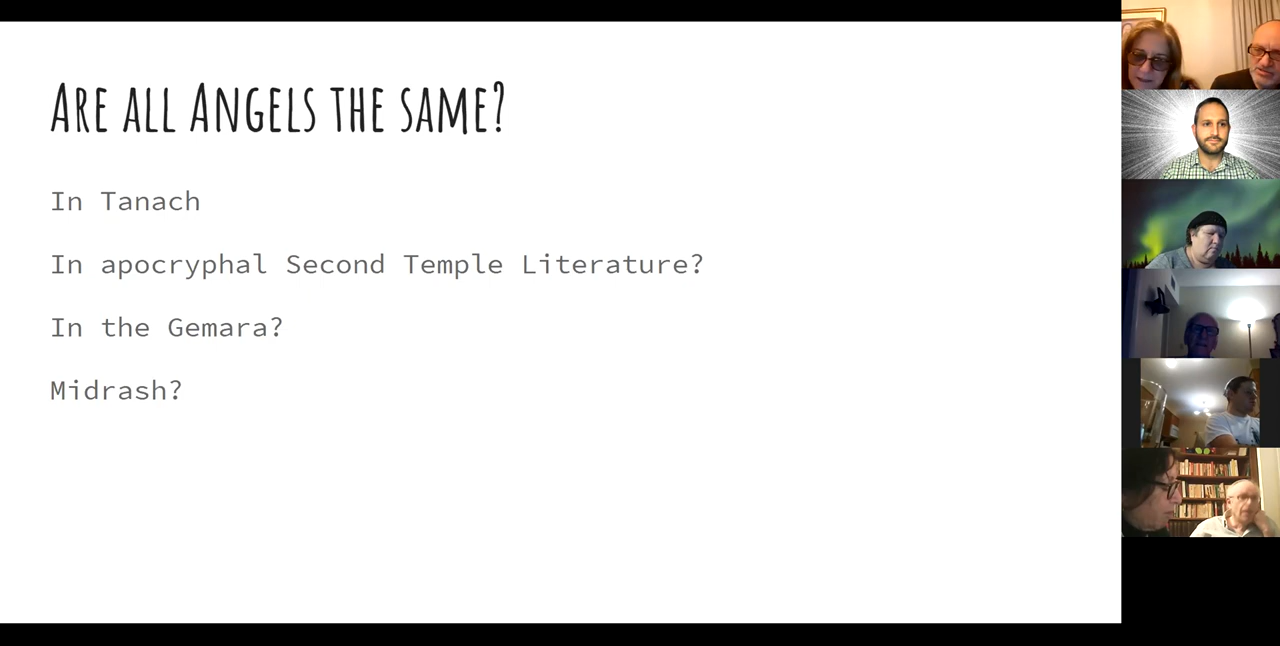 Are all Angels the same?
In Tanach
In apocryphal Second Temple Literature?
In the Gemara?
Midrash?